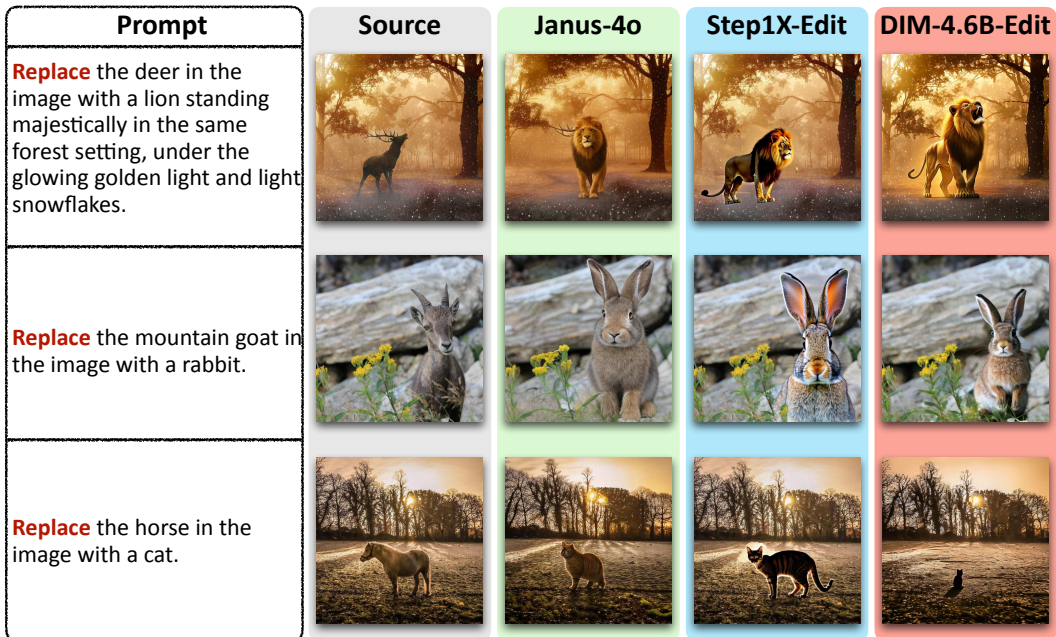 Prompt
Source
Janus-4o
Step1X-Edit
DIM-4.6B-Edit
Replace the deer in the
image with a lion standing
majestically in the same
forest setting, under the
glowing golden light and light
snowflakes.
Replace the mountain goat in
the image with a rabbit.
Replace the horse in the
image with a cat.